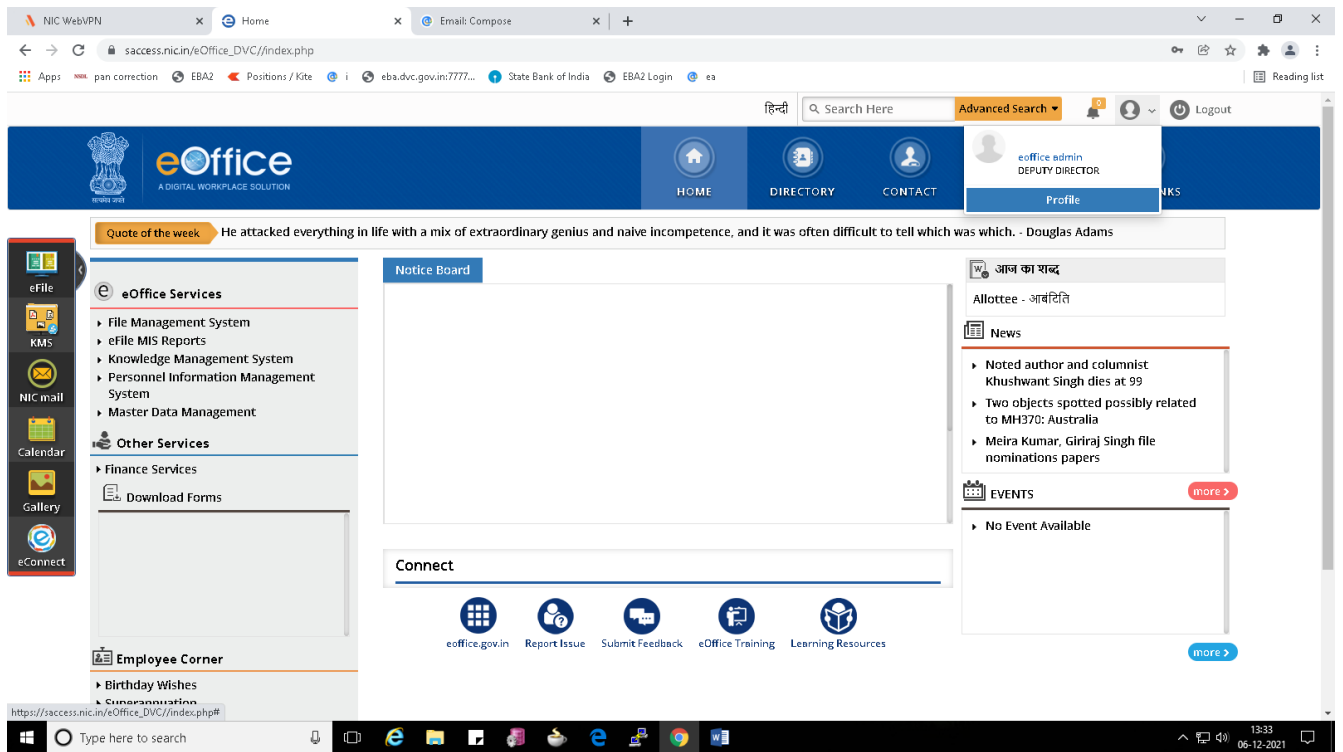 NIC WebVPN
Home
Email: Compose
saccess.nic.in/eOffice_DVC//index.php
Apps
pan correction
EBA2
Positions / Kite
i
eba.dvc.gov.in:7777...
State Bank of India
EBA2 Login
ea
Reading list
हिन्दी
Search Here
Advanced Search
0
Logout
eOffice
A DIGITAL WORKPLACE SOLUTION
सत्यमेव जयते
HOME
DIRECTORY
CONTACT
NKS
eoffice admin
DEPUTY DIRECTOR
Profile
Quote of the week
He attacked everything in life with a mix of extraordinary genius and naive incompetence, and it was often difficult to tell which was which. - Douglas Adams
eFile
KMS
NIC mail
Calendar
Gallery
eConnect
eOffice Services
File Management System
eFile MIS Reports
Knowledge Management System
Personnel Information Management
System
Master Data Management
Other Services
Finance Services
Download Forms
Employee Corner
Birthday Wishes
Superannuation
Notice Board
Connect
eoffice.gov.in
Report Issue
Submit Feedback
eOffice Training
Learning Resources
आज का शब्द
Allottee - आबंटिति
News
Noted author and columnist
Khushwant Singh dies at 99
Two objects spotted possibly related
to MH370: Australia
Meira Kumar, Giriraj Singh file
nominations papers
EVENTS
more
No Event Available
more
https://saccess.nic.in/eOffice_DVC//index.php#
Type here to search
13:33
06-12-2021